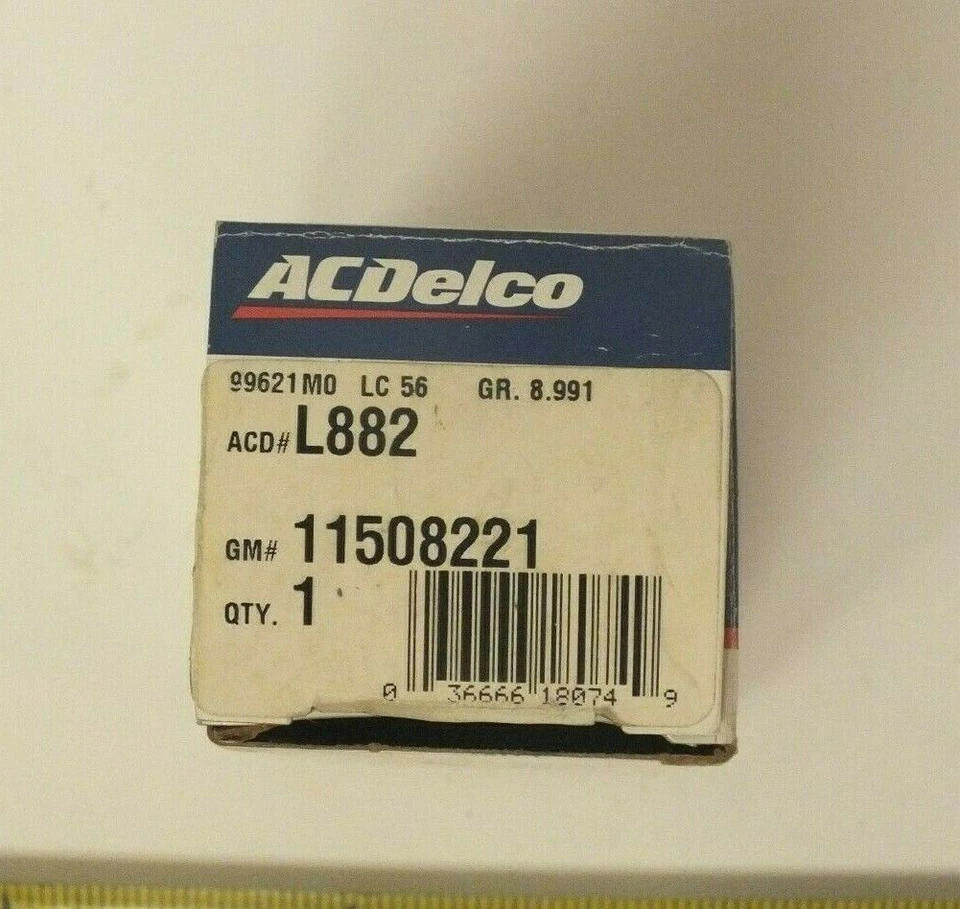 ACDelco
99621M0 LC 56 GR. 8.991
ACD# L882
GM# 11508221
QTY. 1
0 36666 18074 9